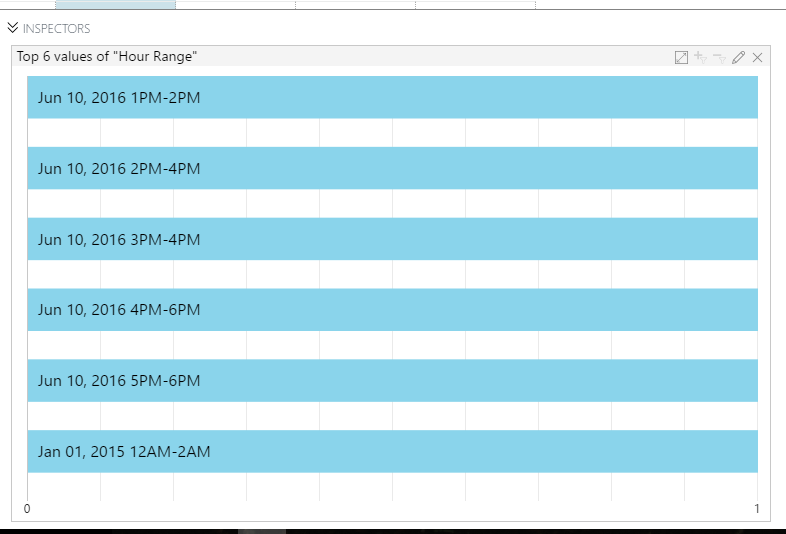 INSPECTORS
Top 6 values of "Hour Range"
Jun 10, 2016 1PM-2PM
Jun 10, 2016 2PM-4PM
Jun 10, 2016 3PM-4PM
Jun 10, 2016 4PM-6PM
Jun 10, 2016 5PM-6PM
Jan 01, 2015 12AM-2AM
0 1